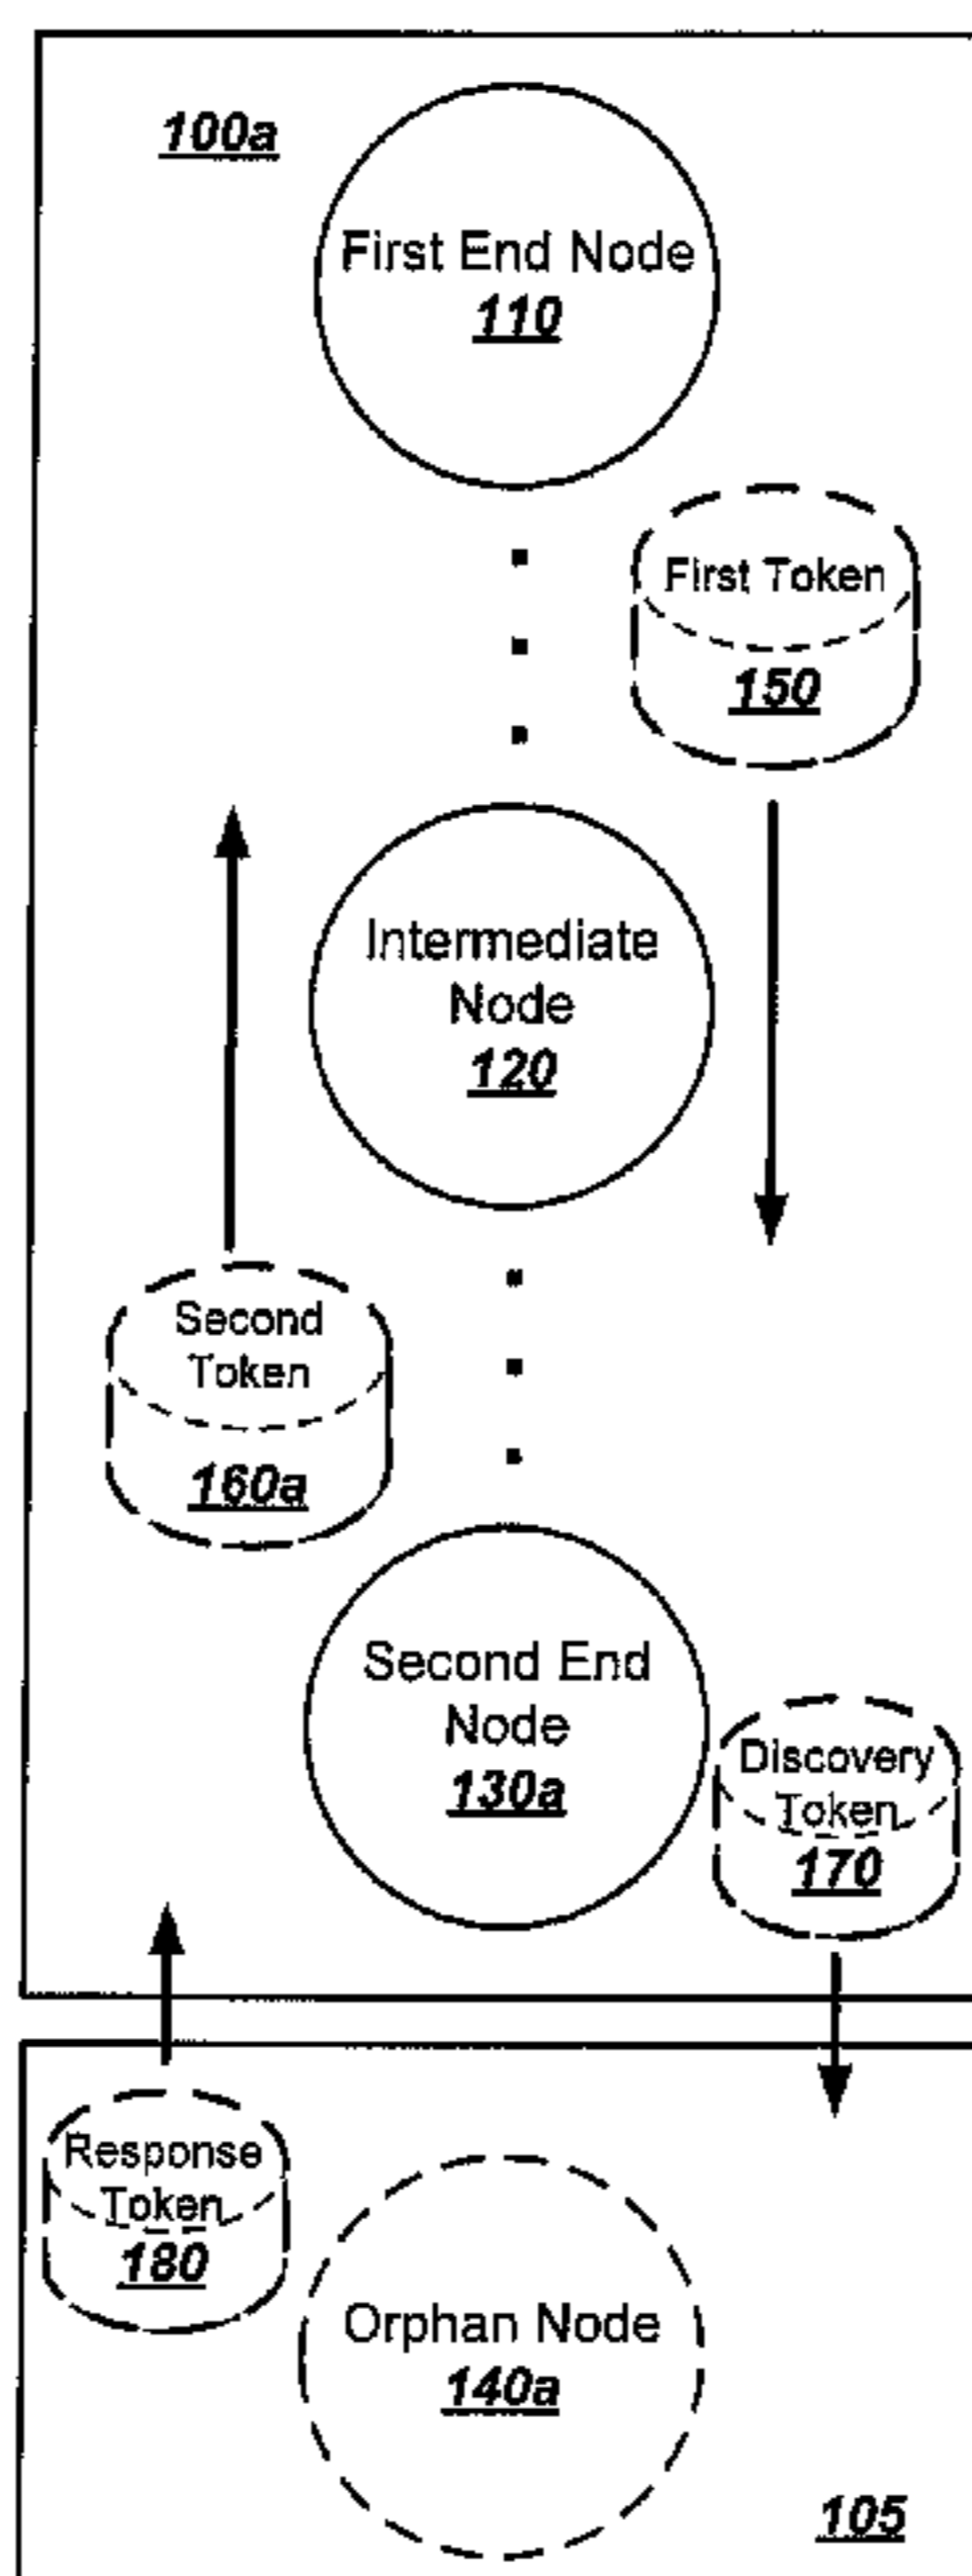 100a
First End Node
110
First Token
150
Intermediate
Node
120
Second
Token
160a
Second End
Node
130a
Discovery
Token
170
Response
Token
180
Orphan Node
140a
105